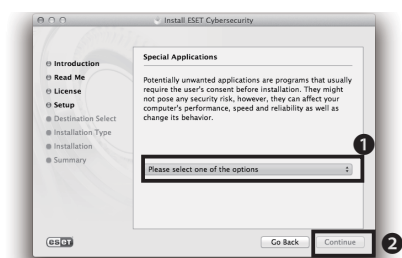 Install ESET Cybersecurity
Introduction
Read Me
License
Setup
Destination Select
Installation Type
Installation
Summary
Special Applications
Potentially unwanted applications are programs that usually
require the user's consent before installation. They might
not pose any security risk, however, they can affect your
computer's performance, speed and reliability as well as
change its behavior.
1
Please select one of the options
eset
Go Back
Continue
2